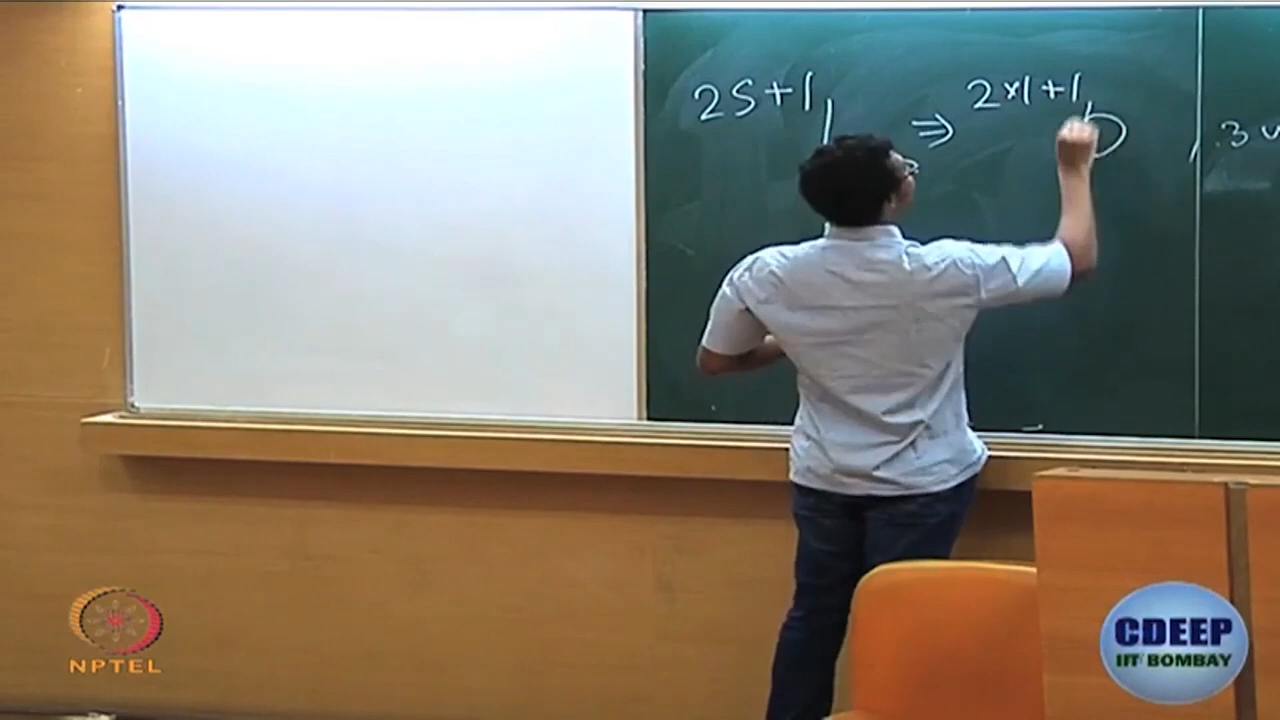 2S+1 ⇒ 2×1+1 D
.3
NPTEL
CDEEP
IIT BOMBAY